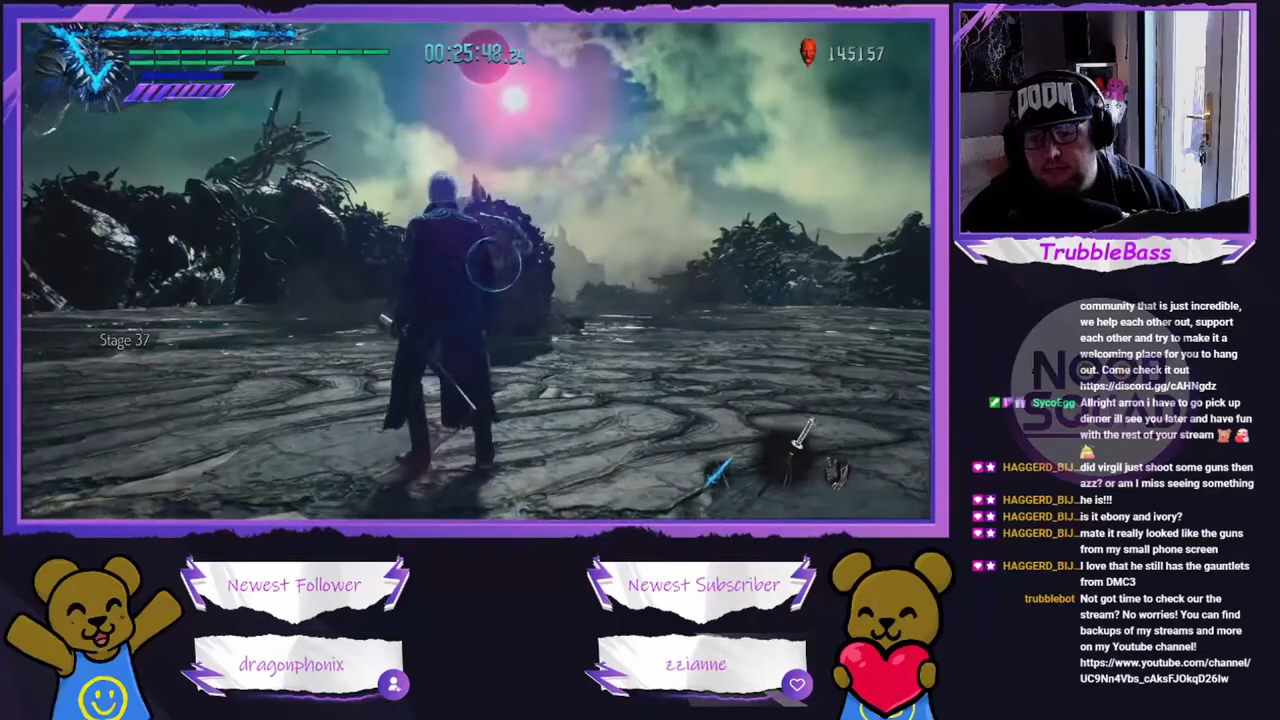 00:25:48.24
145157
Stage 37
DOOM
TrubbleBass
community that is just incredible,
we help each other out, support
each other and try to make it a
welcoming place for you to hang
out. Come check it out
https://discord.gg/cAHNgdz
SycoEgg Allright arron i have to go pick up
dinner ill see you later and have fun
with the rest of your stream
HAGGERD_BIJ... did virgil just shoot some guns then
azz? or am I miss seeing something
HAGGERD_BIJ... he is!!!
HAGGERD_BIJ... is it ebony and ivory?
HAGGERD_BIJ... mate it really looked like the guns
from my small phone screen
HAGGERD_BIJ... I love that he still has the gauntlets
from DMC3
trubblebot Not got time to check our the
stream? No worries! You can find
backups of my streams and more
on my Youtube channel!
https://www.youtube.com/channel/
UC9Nn4Vbs_cAksFJOkqD26Iw
Newest Follower
dragonphonix
Newest Subscriber
zzianne